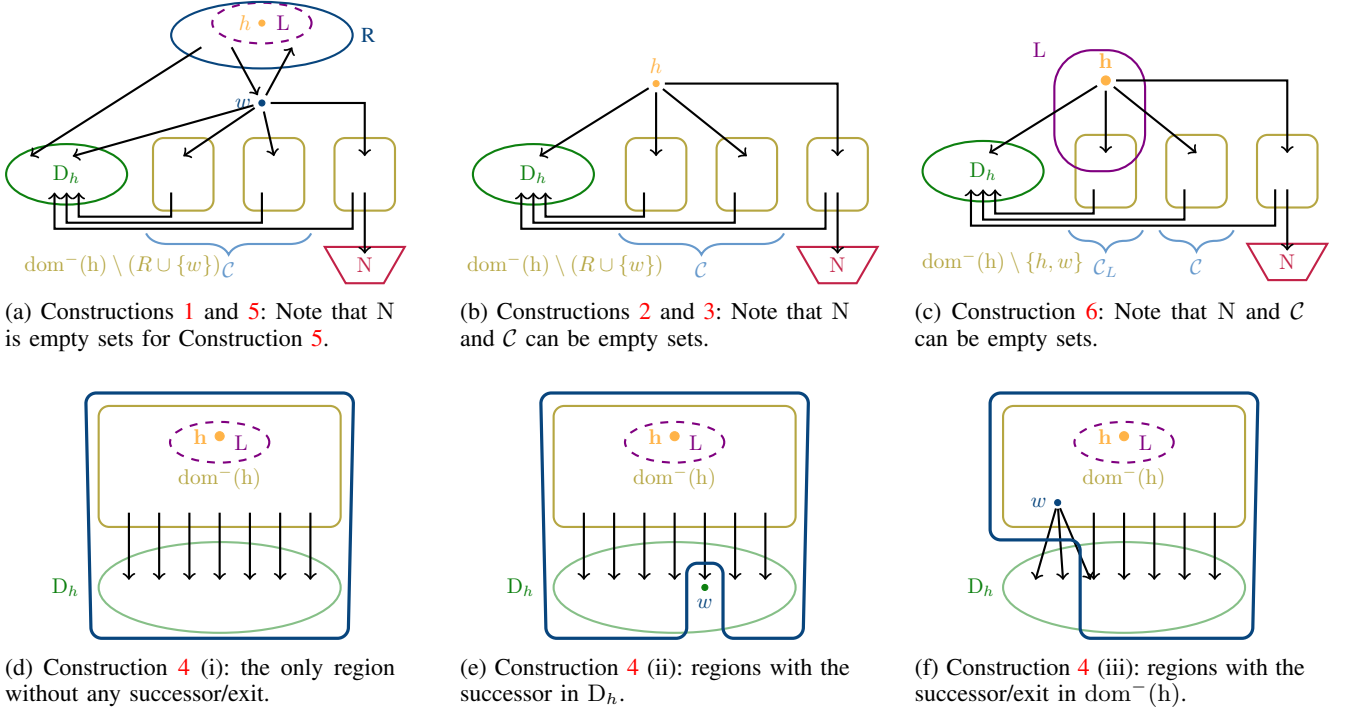 h L
R
w
D_h
dom⁻(h) \ (R ∪ {w})
𝒞
N
(a) Constructions 1 and 5: Note that N
is empty sets for Construction 5.
h
D_h
dom⁻(h) \ (R ∪ {w})
𝒞
N
(b) Constructions 2 and 3: Note that N
and 𝒞 can be empty sets.
L
h
D_h
dom⁻(h) \ {h, w}
𝒞_L
𝒞
N
(c) Construction 6: Note that N and 𝒞
can be empty sets.
h L
dom⁻(h)
D_h
(d) Construction 4 (i): the only region
without any successor/exit.
h L
dom⁻(h)
D_h
w
(e) Construction 4 (ii): regions with the
successor in D_h.
h L
dom⁻(h)
w
D_h
(f) Construction 4 (iii): regions with the
successor/exit in dom⁻(h).